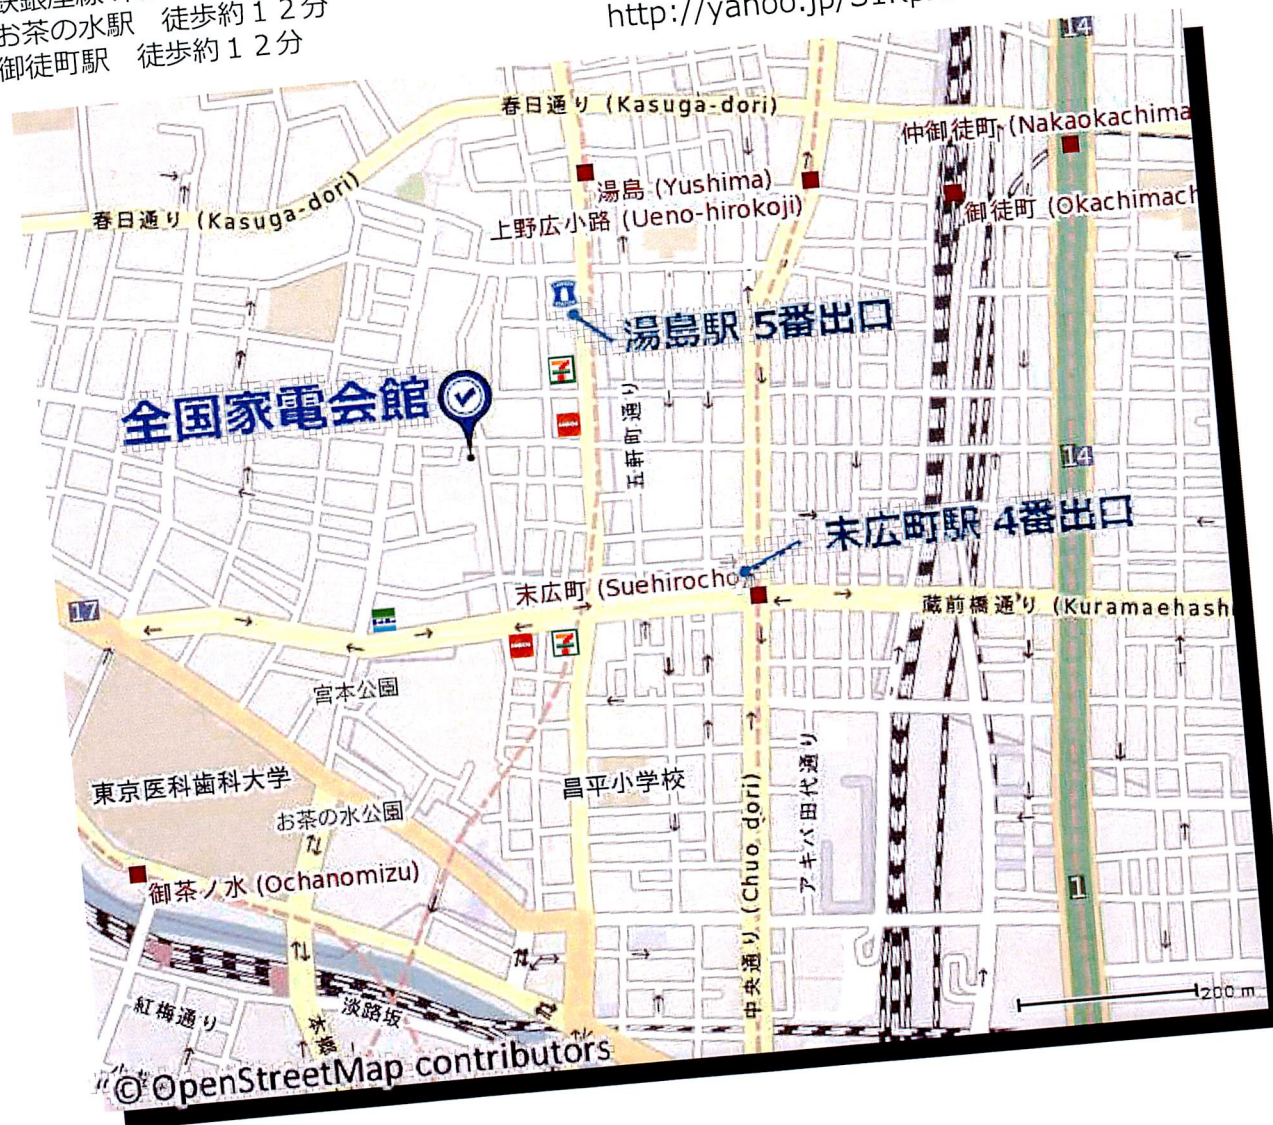 お茶の水駅　徒歩約１２分
御徒町駅　徒歩約１２分
14
春日通り (Kasuga-dori)
仲御徒町 (Nakaokachima
湯島 (Yushima)
上野広小路 (Ueno-hirokoji)
御徒町 (Okachimach
春日通り (Kasuga-dori)
湯島駅 5番出口
全国家電会館
五軒町通り
14
末広町駅 4番出口
末広町 (Suehirocho)
17
蔵前橋通り (Kuramaehash
宮本公園
東京医科歯科大学
昌平小学校
アキバ田代通り
お茶の水公園
中央通り (Chuo dori)
御茶ノ水 (Ochanomizu)
1
紅梅通り
淡路坂
200 m
© OpenStreetMap contributors